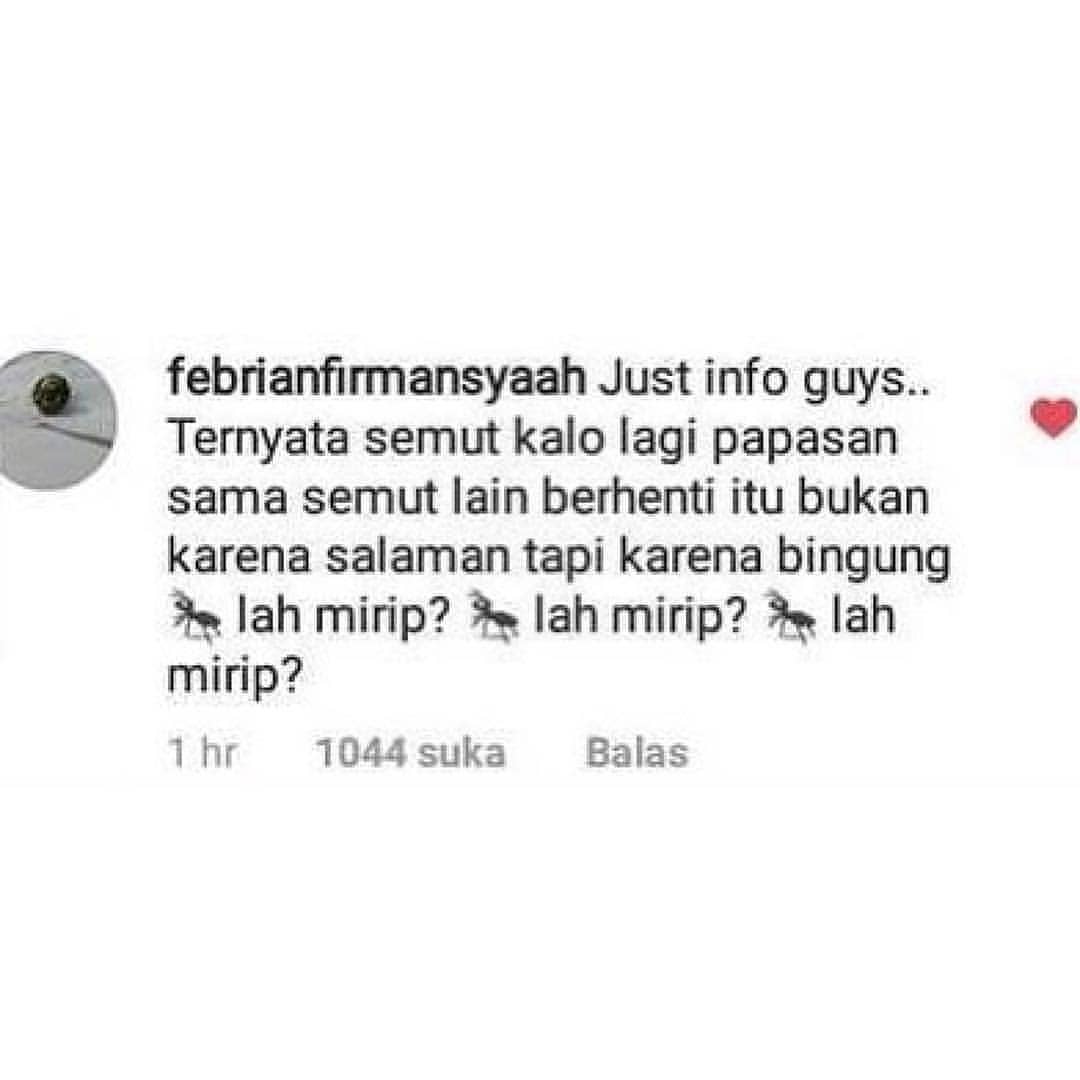 febrianfirmansyaah Just info guys..
Ternyata semut kalo lagi papasan
sama semut lain berhenti itu bukan
karena salaman tapi karena bingung
🐜 lah mirip? 🐜 lah mirip? 🐜 lah
mirip?
1 hr 1044 suka Balas